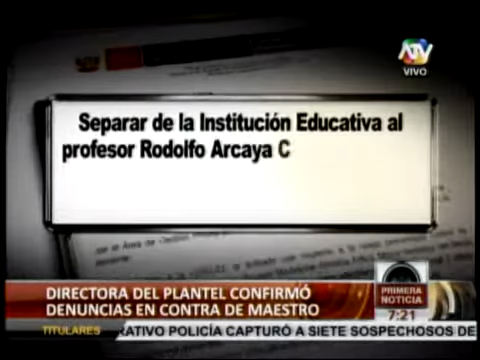 ATV
VIVO
Separar de la Institución Educativa al
profesor Rodolfo Arcaya C
DIRECTORA DEL PLANTEL CONFIRMÓ
DENUNCIAS EN CONTRA DE MAESTRO
PRIMERA
NOTICIA
7:21
TITULARES RATIVO POLICÍA CAPTURÓ A SIETE SOSPECHOSOS DE